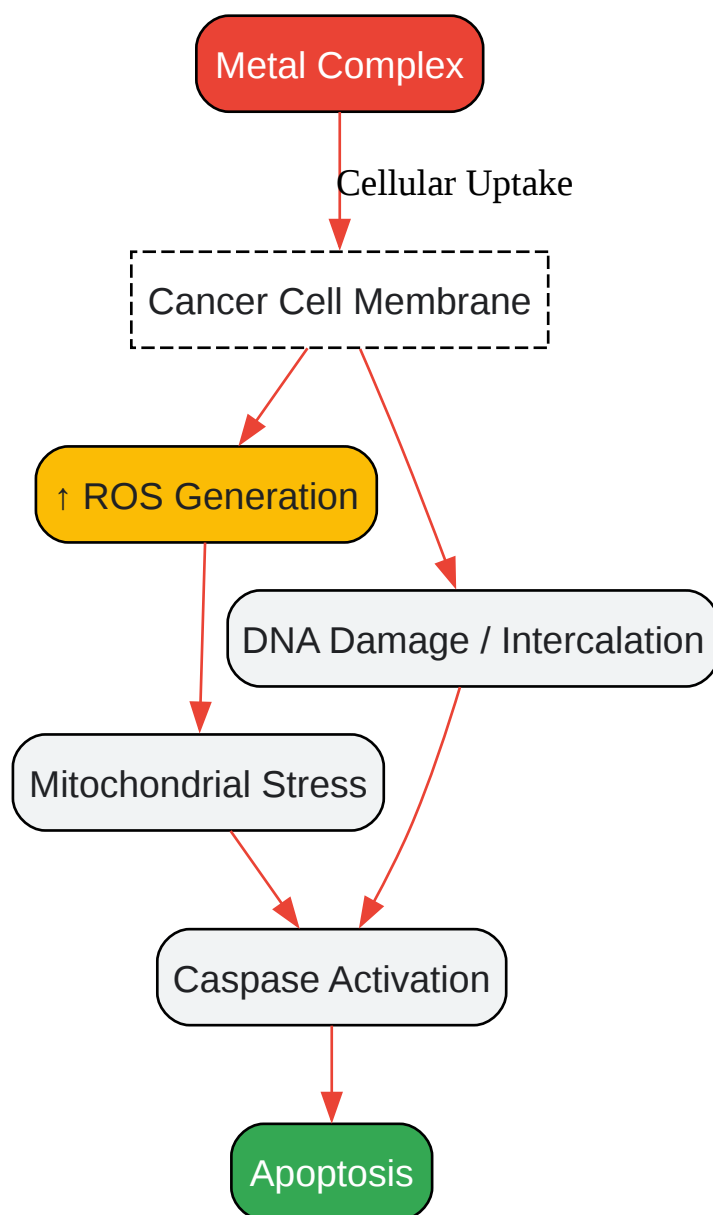 Metal Complex
Cellular Uptake
Cancer Cell Membrane
↑ ROS Generation
DNA Damage / Intercalation
Mitochondrial Stress
Caspase Activation
Apoptosis